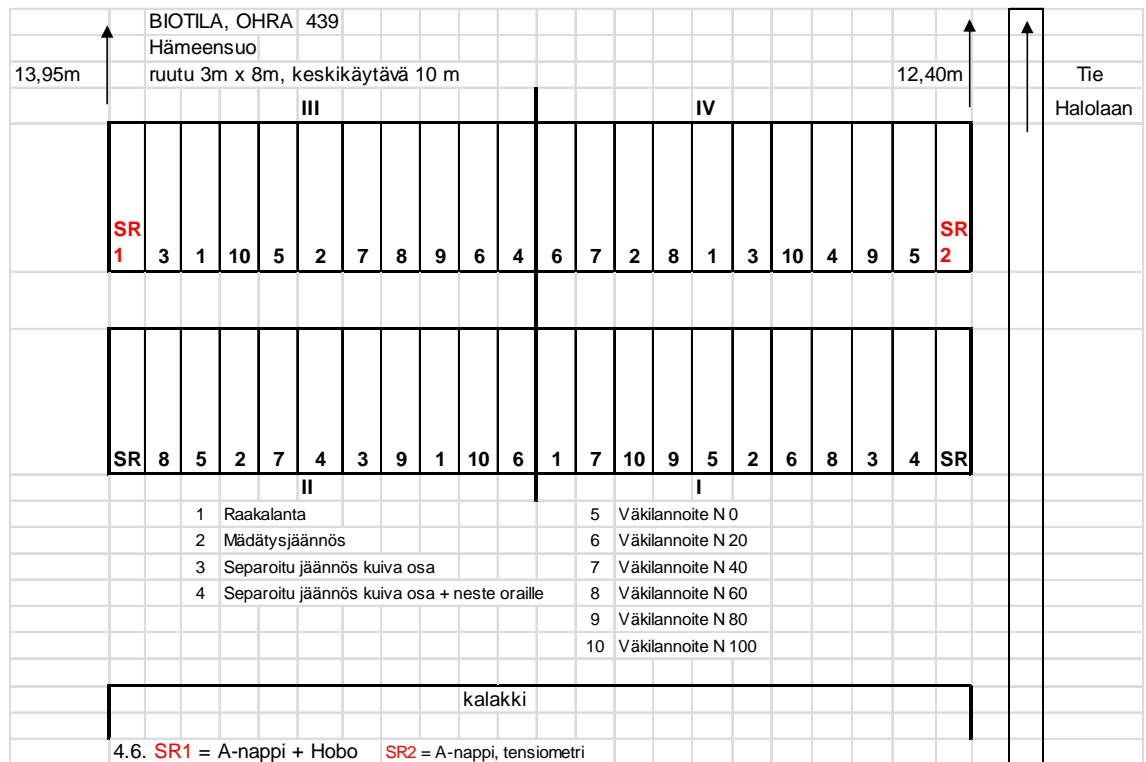 BIOTILA, OHRA 439
Hämeensuo
13,95m ruutu 3m x 8m, keskikäytävä 10 m 12,40m Tie
III IV Halolaan
SR 1 3 1 10 5 2 7 8 9 6 4 6 7 2 8 1 3 10 4 9 5 SR 2
SR 8 5 2 7 4 3 9 1 10 6 1 7 10 9 5 2 6 8 3 4 SR
II I
1 Raakalanta 5 Väkilannoite N 0
2 Mädätysjäännös 6 Väkilannoite N 20
3 Separoitu jäännös kuiva osa 7 Väkilannoite N 40
4 Separoitu jäännös kuiva osa + neste oraille 8 Väkilannoite N 60
9 Väkilannoite N 80
10 Väkilannoite N 100
kalakki
4.6. SR1 = A-nappi + Hobo SR2 = A-nappi, tensiometri